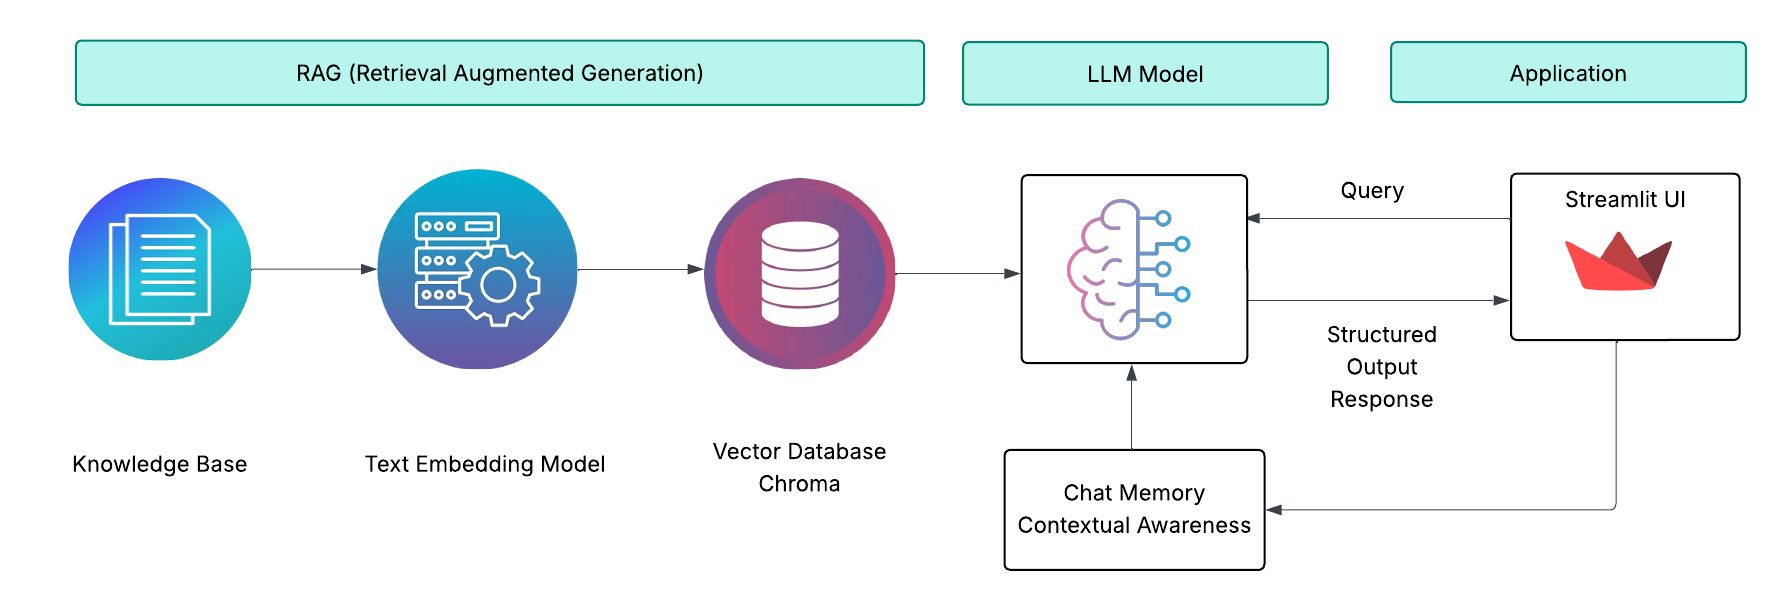 RAG (Retrieval Augmented Generation)
LLM Model
Application
Knowledge Base
Text Embedding Model
Vector Database
Chroma
Query
Structured
Output
Response
Streamlit UI
Chat Memory
Contextual Awareness